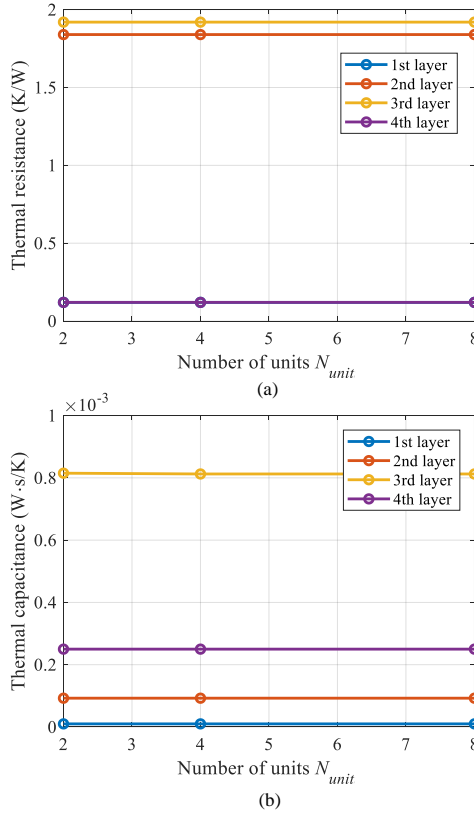 2
1.5
1
0.5
0
Thermal resistance (K/W)
1st layer
2nd layer
3rd layer
4th layer
2 3 4 5 6 7 8
Number of units N_unit
(a)
×10⁻³
1
0.8
0.6
0.4
0.2
0
Thermal capacitance (W·s/K)
1st layer
2nd layer
3rd layer
4th layer
2 3 4 5 6 7 8
Number of units N_unit
(b)